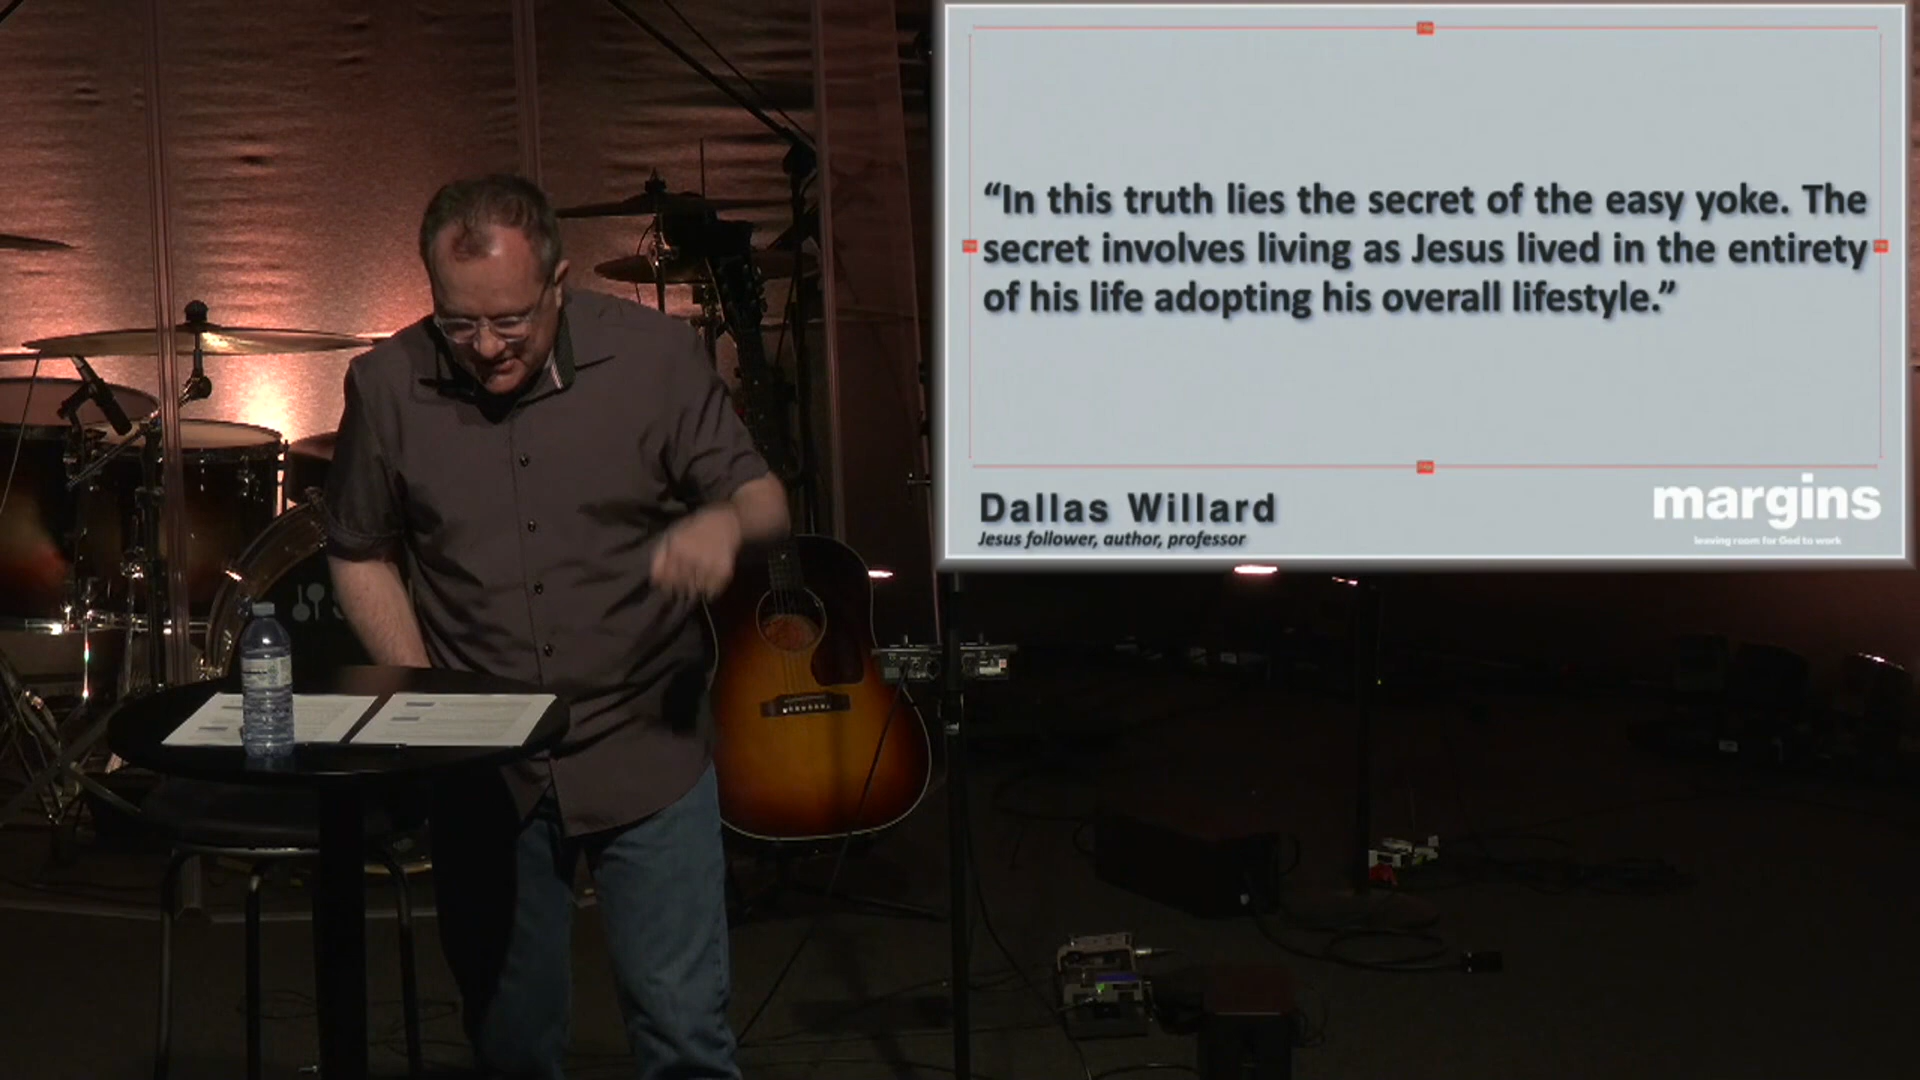 “In this truth lies the secret of the easy yoke. The
secret involves living as Jesus lived in the entirety
of his life adopting his overall lifestyle.”
Dallas Willard
Jesus follower, author, professor
margins
leaving room for God to work